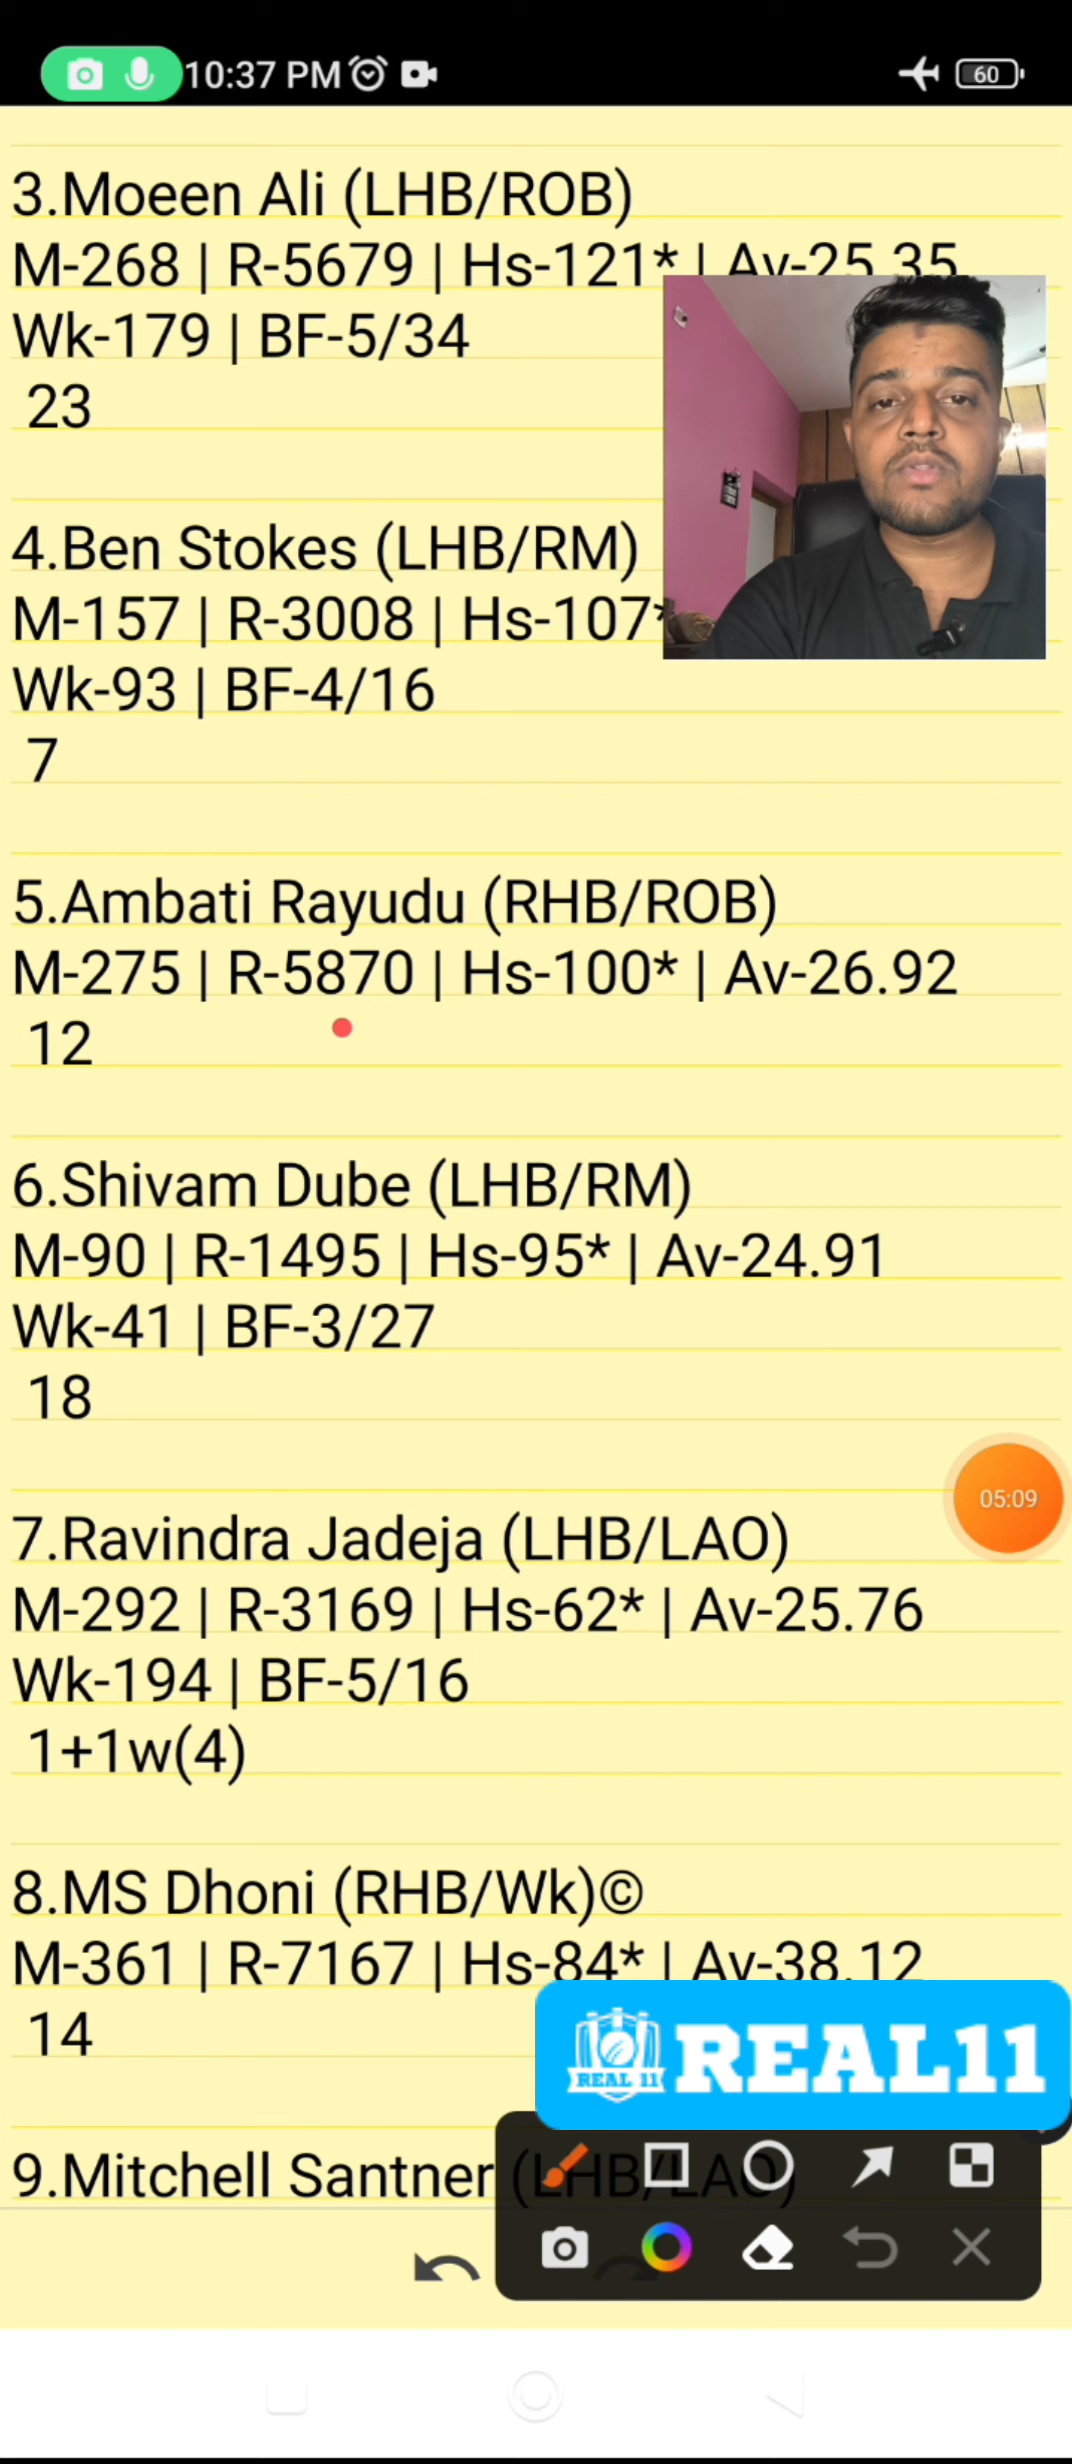 10:37 PM
60
3.Moeen Ali (LHB/ROB)
M-268 | R-5679 | Hs-121* | Av-25.35
Wk-179 | BF-5/34
23
4.Ben Stokes (LHB/RM)
M-157 | R-3008 | Hs-107*
Wk-93 | BF-4/16
7
5.Ambati Rayudu (RHB/ROB)
M-275 | R-5870 | Hs-100* | Av-26.92
12
6.Shivam Dube (LHB/RM)
M-90 | R-1495 | Hs-95* | Av-24.91
Wk-41 | BF-3/27
18
05:09
7.Ravindra Jadeja (LHB/LAO)
M-292 | R-3169 | Hs-62* | Av-25.76
Wk-194 | BF-5/16
1+1w(4)
8.MS Dhoni (RHB/Wk)©
M-361 | R-7167 | Hs-84* | Av-38.12
14
REAL 11 REAL11
9.Mitchell Santner (LHB/LAO)